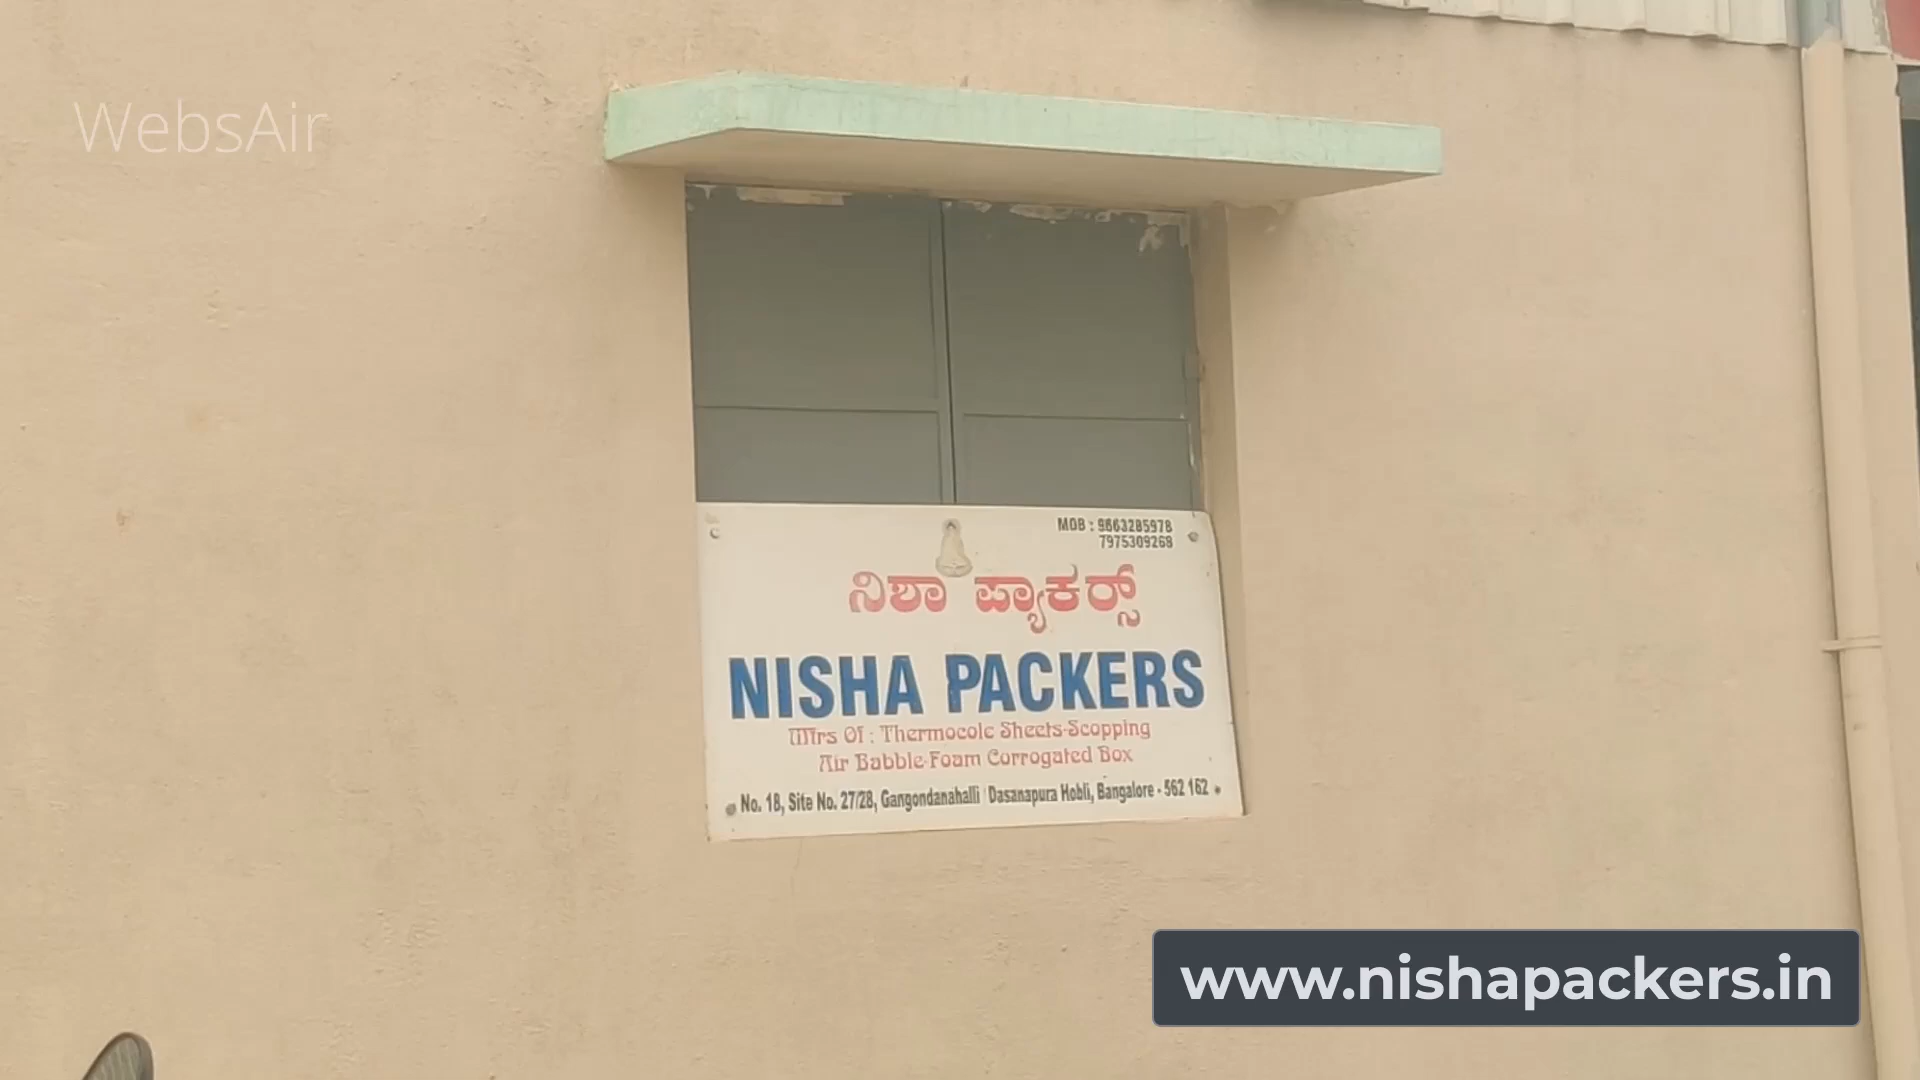 WebsAir
MOB : 9663285978
7975309268
ನಿಶಾ ಪ್ಯಾಕರ್ಸ್
NISHA PACKERS
Mfrs Of : Thermocole Sheets-Scopping
Air Babble-Foam Corrogated Box
No. 18, Site No. 27/28, Gangondanahalli Dasanapura Hobli, Bangalore - 562 162
www.nishapackers.in